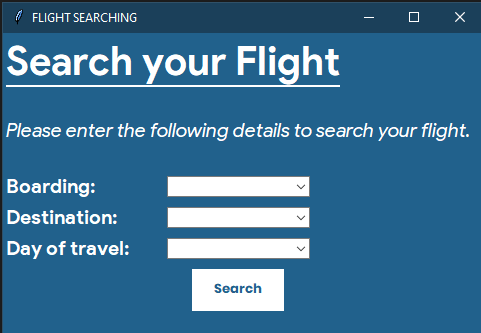 FLIGHT SEARCHING
Search your Flight
Please enter the following details to search your flight.
Boarding:
Destination:
Day of travel:
Search